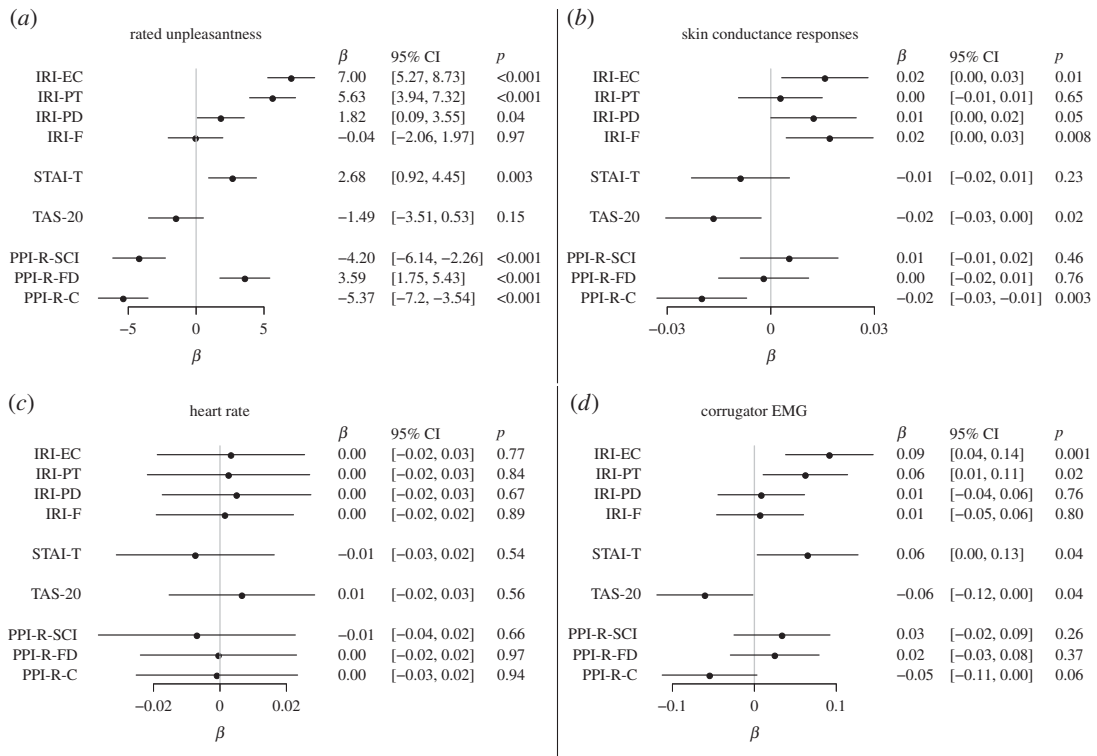 (a)
rated unpleasantness
β 95% CI p
IRI-EC 7.00 [5.27, 8.73] <0.001
IRI-PT 5.63 [3.94, 7.32] <0.001
IRI-PD 1.82 [0.09, 3.55] 0.04
IRI-F −0.04 [−2.06, 1.97] 0.97
STAI-T 2.68 [0.92, 4.45] 0.003
TAS-20 −1.49 [−3.51, 0.53] 0.15
PPI-R-SCI −4.20 [−6.14, −2.26] <0.001
PPI-R-FD 3.59 [1.75, 5.43] <0.001
PPI-R-C −5.37 [−7.2, −3.54] <0.001
−5 0 5
β
(b)
skin conductance responses
β 95% CI p
IRI-EC 0.02 [0.00, 0.03] 0.01
IRI-PT 0.00 [−0.01, 0.01] 0.65
IRI-PD 0.01 [0.00, 0.02] 0.05
IRI-F 0.02 [0.00, 0.03] 0.008
STAI-T −0.01 [−0.02, 0.01] 0.23
TAS-20 −0.02 [−0.03, 0.00] 0.02
PPI-R-SCI 0.01 [−0.01, 0.02] 0.46
PPI-R-FD 0.00 [−0.02, 0.01] 0.76
PPI-R-C −0.02 [−0.03, −0.01] 0.003
−0.03 0 0.03
β
(c)
heart rate
β 95% CI p
IRI-EC 0.00 [−0.02, 0.03] 0.77
IRI-PT 0.00 [−0.02, 0.03] 0.84
IRI-PD 0.00 [−0.02, 0.03] 0.67
IRI-F 0.00 [−0.02, 0.02] 0.89
STAI-T −0.01 [−0.03, 0.02] 0.54
TAS-20 0.01 [−0.02, 0.03] 0.56
PPI-R-SCI −0.01 [−0.04, 0.02] 0.66
PPI-R-FD 0.00 [−0.02, 0.02] 0.97
PPI-R-C 0.00 [−0.03, 0.02] 0.94
−0.02 0 0.02
β
(d)
corrugator EMG
β 95% CI p
IRI-EC 0.09 [0.04, 0.14] 0.001
IRI-PT 0.06 [0.01, 0.11] 0.02
IRI-PD 0.01 [−0.04, 0.06] 0.76
IRI-F 0.01 [−0.05, 0.06] 0.80
STAI-T 0.06 [0.00, 0.13] 0.04
TAS-20 −0.06 [−0.12, 0.00] 0.04
PPI-R-SCI 0.03 [−0.02, 0.09] 0.26
PPI-R-FD 0.02 [−0.03, 0.08] 0.37
PPI-R-C −0.05 [−0.11, 0.00] 0.06
−0.1 0 0.1
β